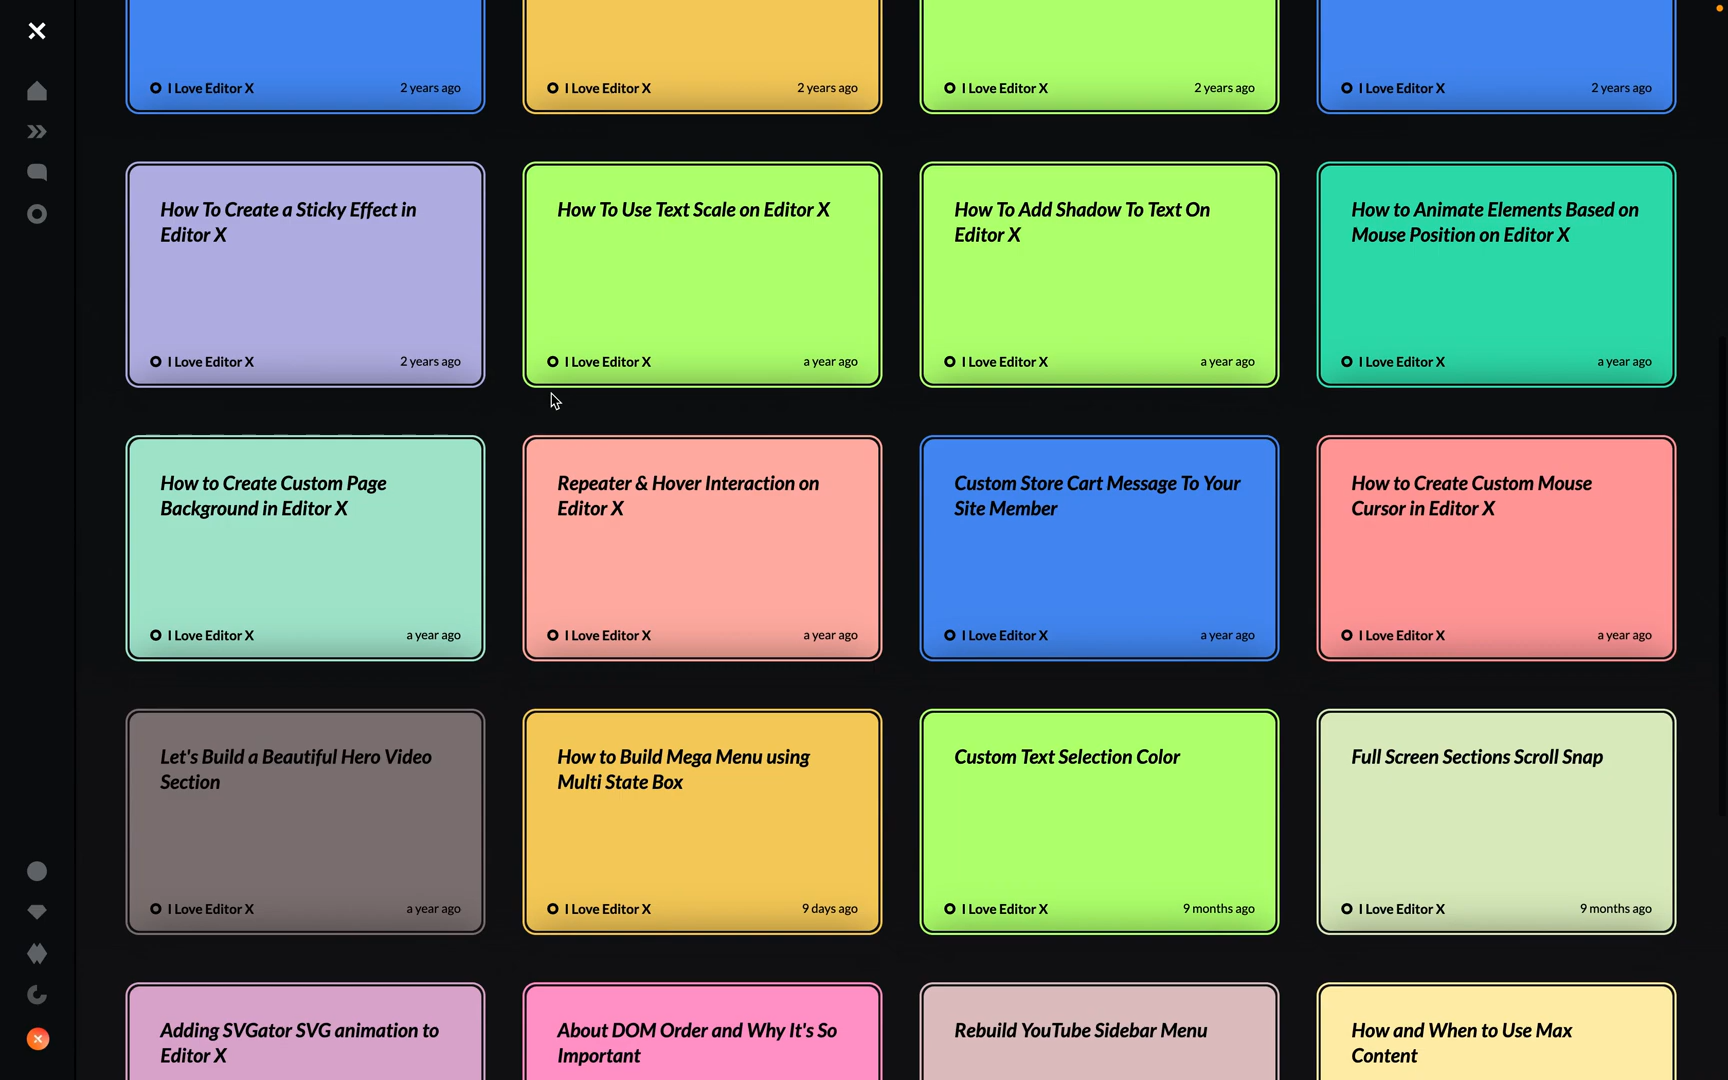 I Love Editor X 2 years ago
I Love Editor X 2 years ago
I Love Editor X 2 years ago
I Love Editor X 2 years ago
How To Create a Sticky Effect in
Editor X
I Love Editor X 2 years ago
How To Use Text Scale on Editor X
I Love Editor X a year ago
How To Add Shadow To Text On
Editor X
I Love Editor X a year ago
How to Animate Elements Based on
Mouse Position on Editor X
I Love Editor X a year ago
How to Create Custom Page
Background in Editor X
I Love Editor X a year ago
Repeater & Hover Interaction on
Editor X
I Love Editor X a year ago
Custom Store Cart Message To Your
Site Member
I Love Editor X a year ago
How to Create Custom Mouse
Cursor in Editor X
I Love Editor X a year ago
Let's Build a Beautiful Hero Video
Section
I Love Editor X a year ago
How to Build Mega Menu using
Multi State Box
I Love Editor X 9 days ago
Custom Text Selection Color
I Love Editor X 9 months ago
Full Screen Sections Scroll Snap
I Love Editor X 9 months ago
Adding SVGator SVG animation to
Editor X
About DOM Order and Why It's So
Important
Rebuild YouTube Sidebar Menu
How and When to Use Max
Content